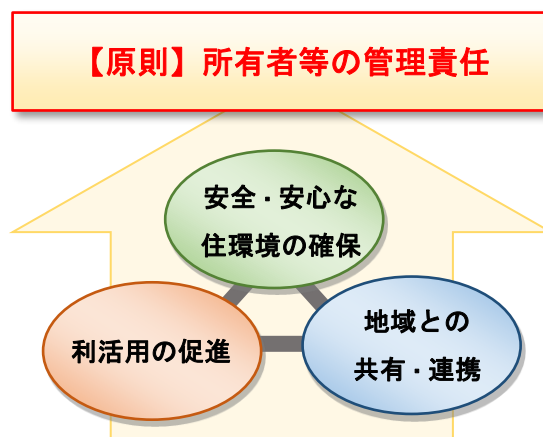 【原則】所有者等の管理責任
安全・安心な
住環境の確保
利活用の促進
地域との
共有・連携